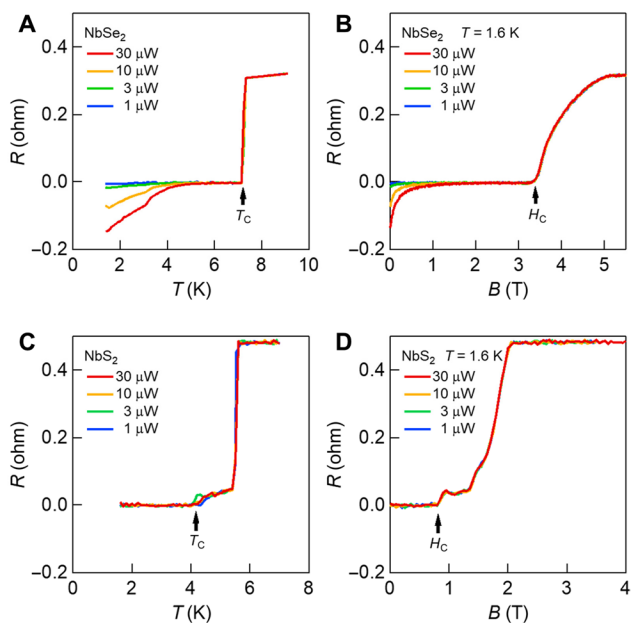 A
NbSe2
30 μW
10 μW
3 μW
1 μW
0.4
0.2
0.0
−0.2
R (ohm)
TC
0 2 4 6 8 10
T (K)
B
NbSe2 T = 1.6 K
30 μW
10 μW
3 μW
1 μW
0.4
0.2
0.0
−0.2
R (ohm)
HC
0 1 2 3 4 5
B (T)
C
NbS2
30 μW
10 μW
3 μW
1 μW
0.4
0.2
0.0
−0.2
R (ohm)
TC
0 2 4 6 8
T (K)
D
NbS2 T = 1.6 K
30 μW
10 μW
3 μW
1 μW
0.4
0.2
0.0
−0.2
R (ohm)
HC
0 1 2 3 4
B (T)